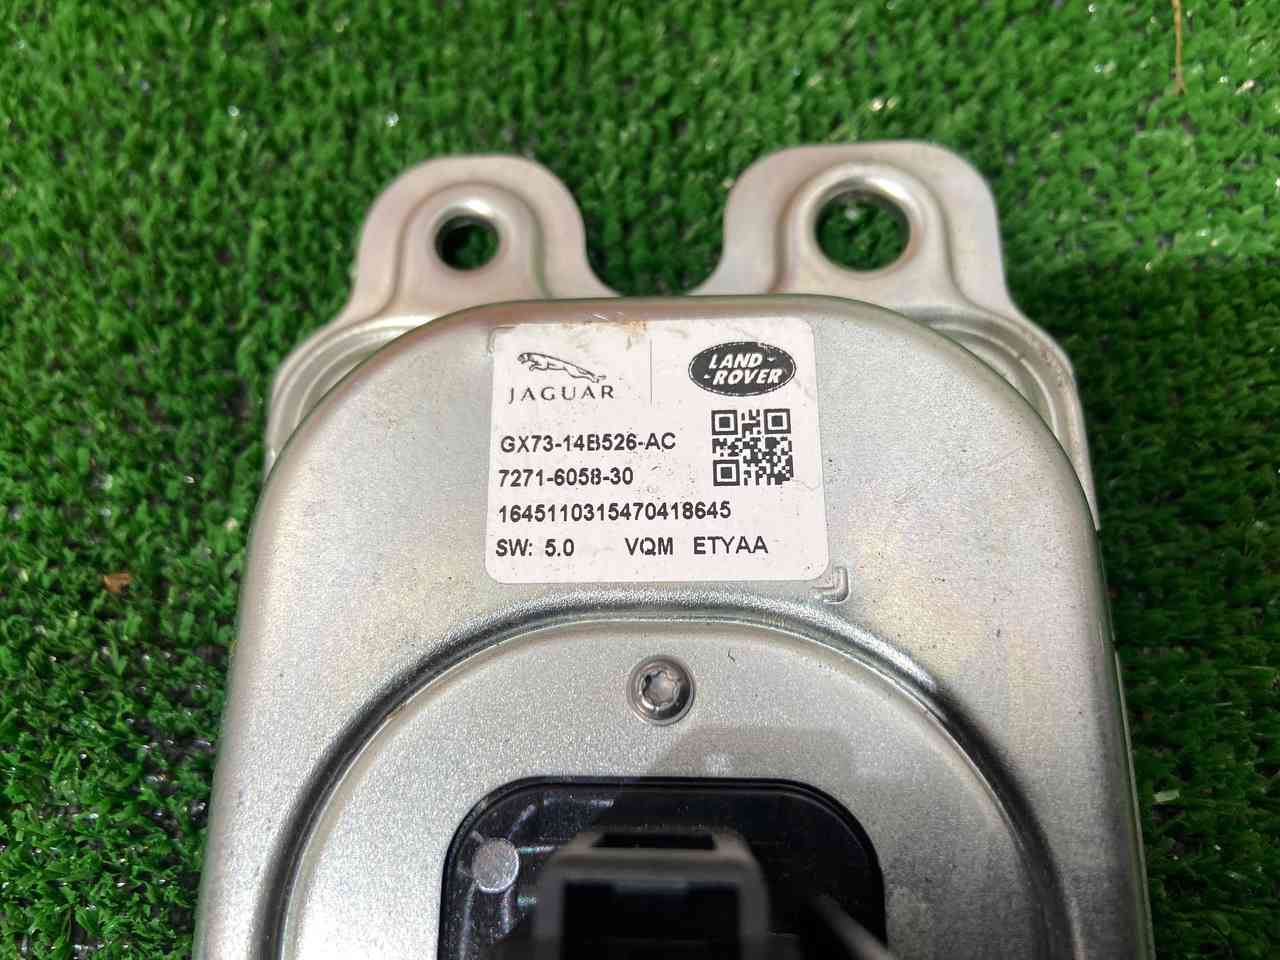 JAGUAR
LAND-
-ROVER
GX73-14B526-AC
7271-6058-30
1645110315470418645
SW: 5.0 VQM ETYAA